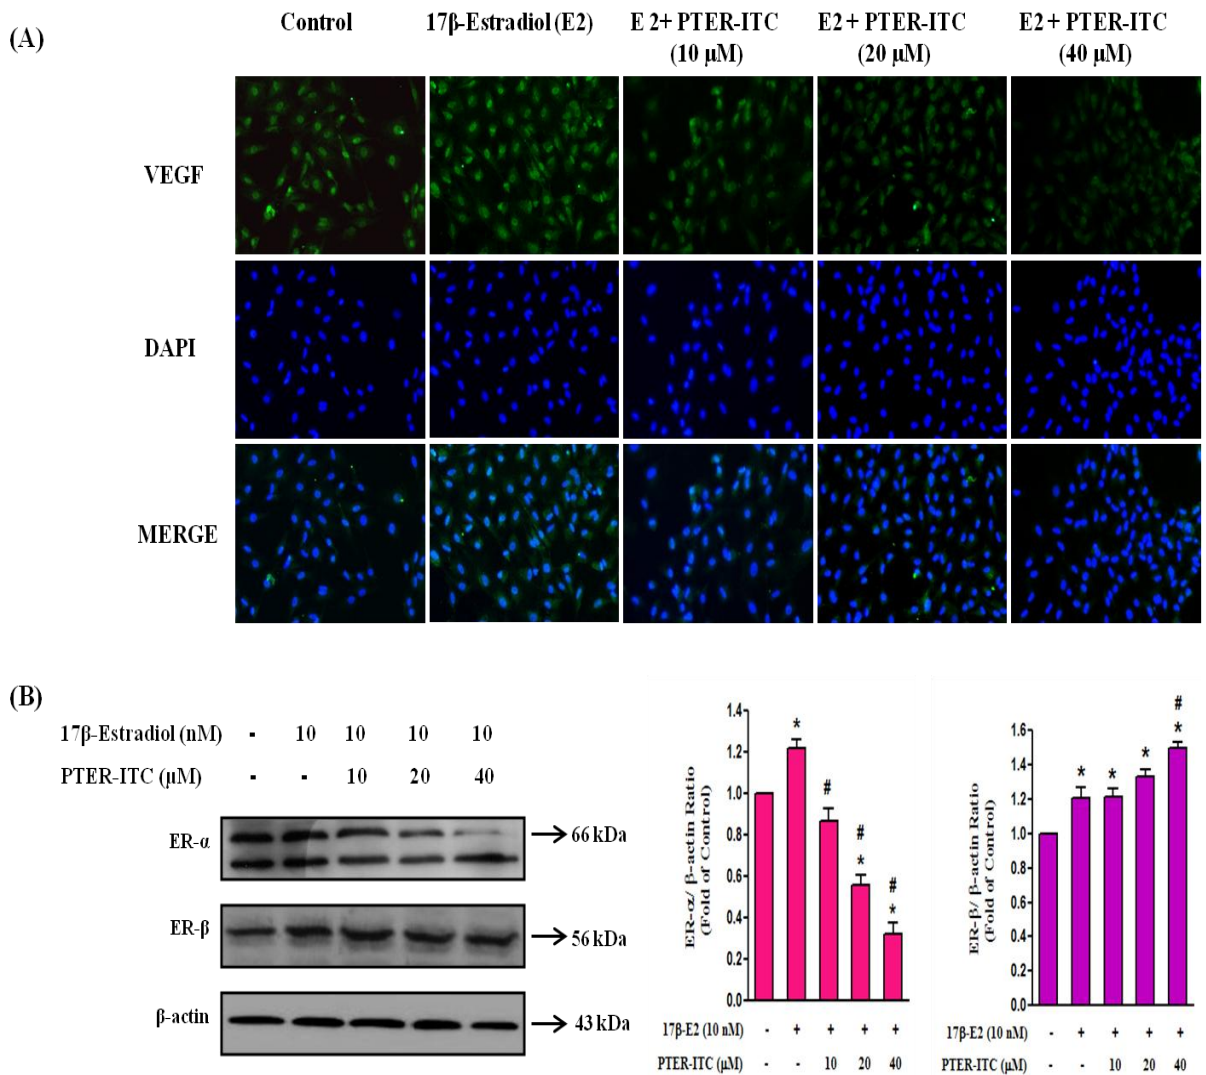 (A)
Control 17β-Estradiol (E2) E 2+ PTER-ITC E2 + PTER-ITC E2 + PTER-ITC
(10 µM) (20 µM) (40 µM)
VEGF
DAPI
MERGE
(B)
17β-Estradiol (nM) - 10 10 10 10
PTER-ITC (µM) - - 10 20 40
ER-α 66 kDa
ER-β 56 kDa
β-actin 43 kDa
ER-α/ β-actin Ratio
(Fold of Control)
1.4
1.2
1.0
0.8
0.6
0.4
0.2
0.0
*
#
#
*
#
*
17β-E2 (10 nM) - + + + +
PTER-ITC (µM) - - 10 20 40
ER-β/ β-actin Ratio
(Fold of Control)
1.6
1.4
1.2
1.0
0.8
0.6
0.4
0.2
0.0
*
*
*
#
*
17β-E2 (10 nM) - + + + +
PTER-ITC (µM) - - 10 20 40